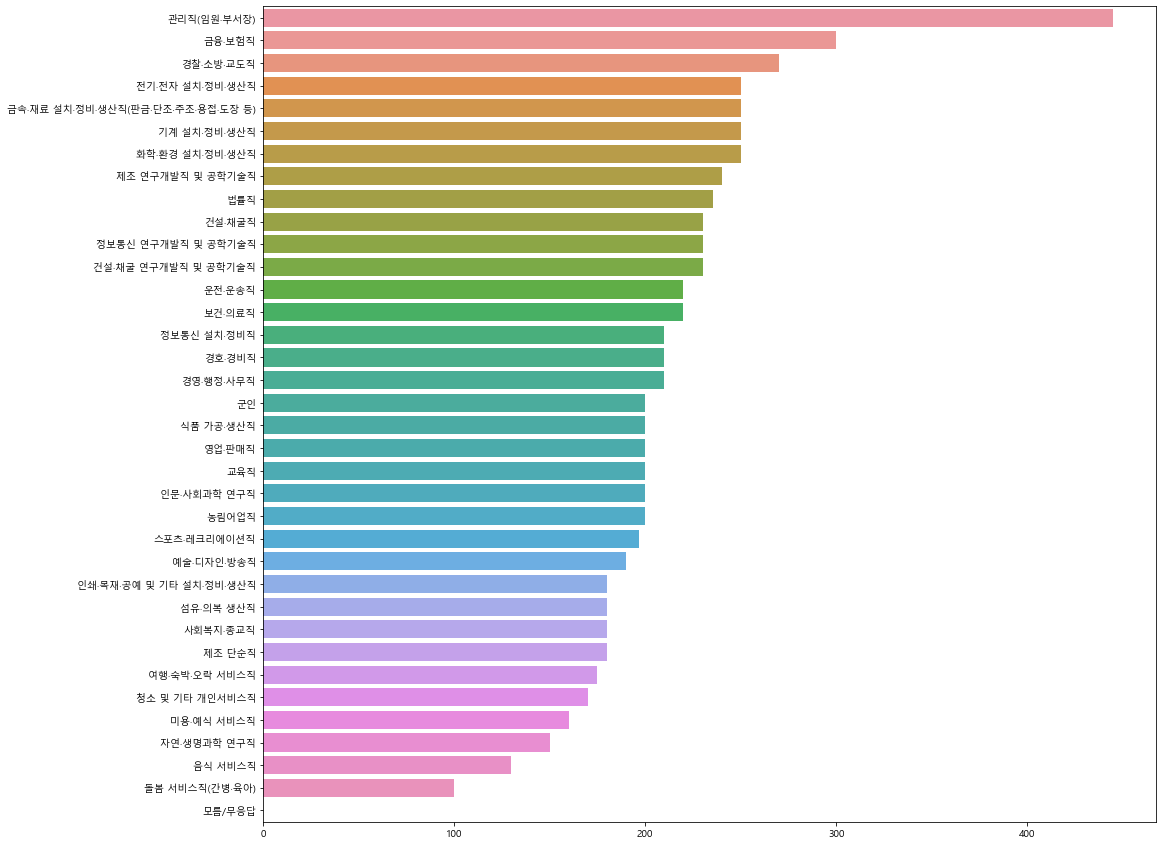 관리직(임원·부서장)
금융·보험직
경찰·소방·교도직
전기·전자 설치·정비·생산직
금속·재료 설치·정비·생산직(판금·단조·주조·용접·도장 등)
기계 설치·정비·생산직
화학·환경 설치·정비·생산직
제조 연구개발직 및 공학기술직
법률직
건설·채굴직
정보통신 연구개발직 및 공학기술직
건설·채굴 연구개발직 및 공학기술직
운전·운송직
보건·의료직
정보통신 설치·정비직
경호·경비직
경영·행정·사무직
군인
식품 가공·생산직
영업·판매직
교육직
인문·사회과학 연구직
농림어업직
스포츠·레크리에이션직
예술·디자인·방송직
인쇄·목재·공예 및 기타 설치·정비·생산직
섬유·의복 생산직
사회복지·종교직
제조 단순직
여행·숙박·오락 서비스직
청소 및 기타 개인서비스직
미용·예식 서비스직
자연·생명과학 연구직
음식 서비스직
돌봄 서비스직(간병·육아)
모름/무응답
0 100 200 300 400